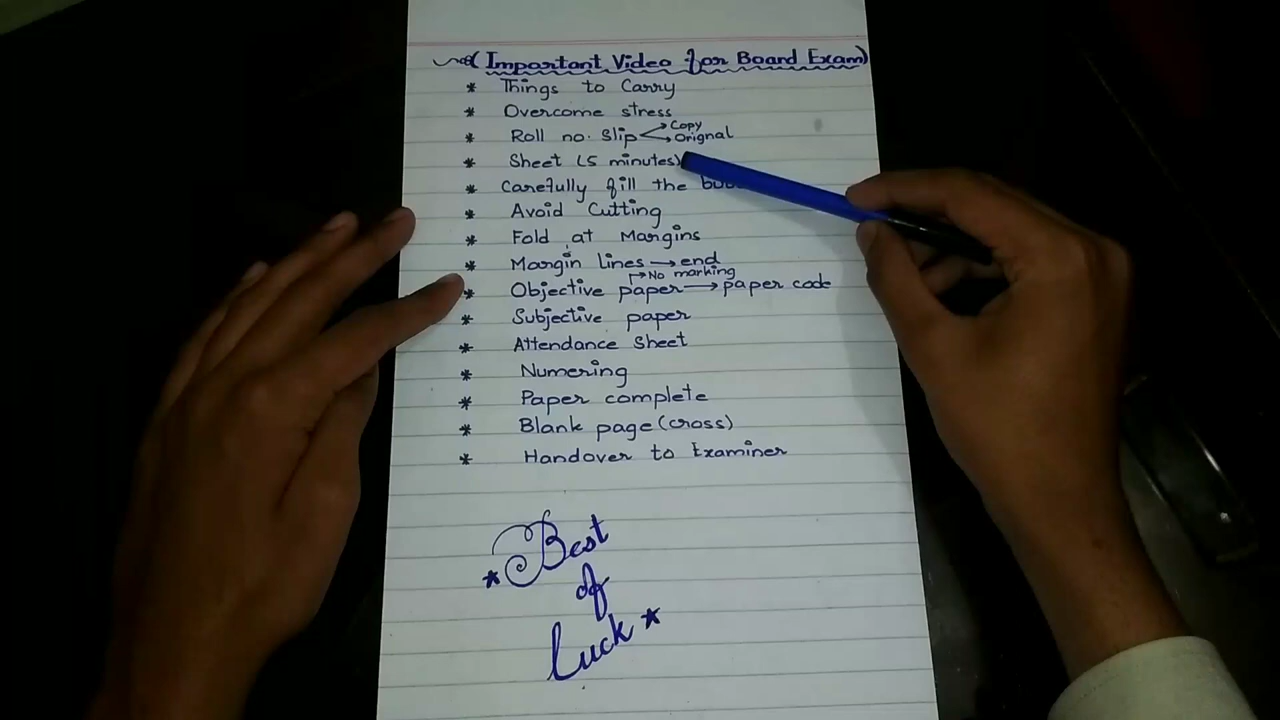 (Important Video for Board Exam)
* Things to Carry
* Overcome stress
* Roll no. Slip → Copy → Orignal
* Sheet (5 minutes)
* Carefully fill the
* Avoid Cutting
* Fold at Margins
* Margin lines → end
↱ No marking
* Objective paper → paper code
* Subjective paper
* Attendance Sheet
* Numering
* Paper complete
* Blank page (cross)
* Handover to Examiner
* Best
of
Luck *